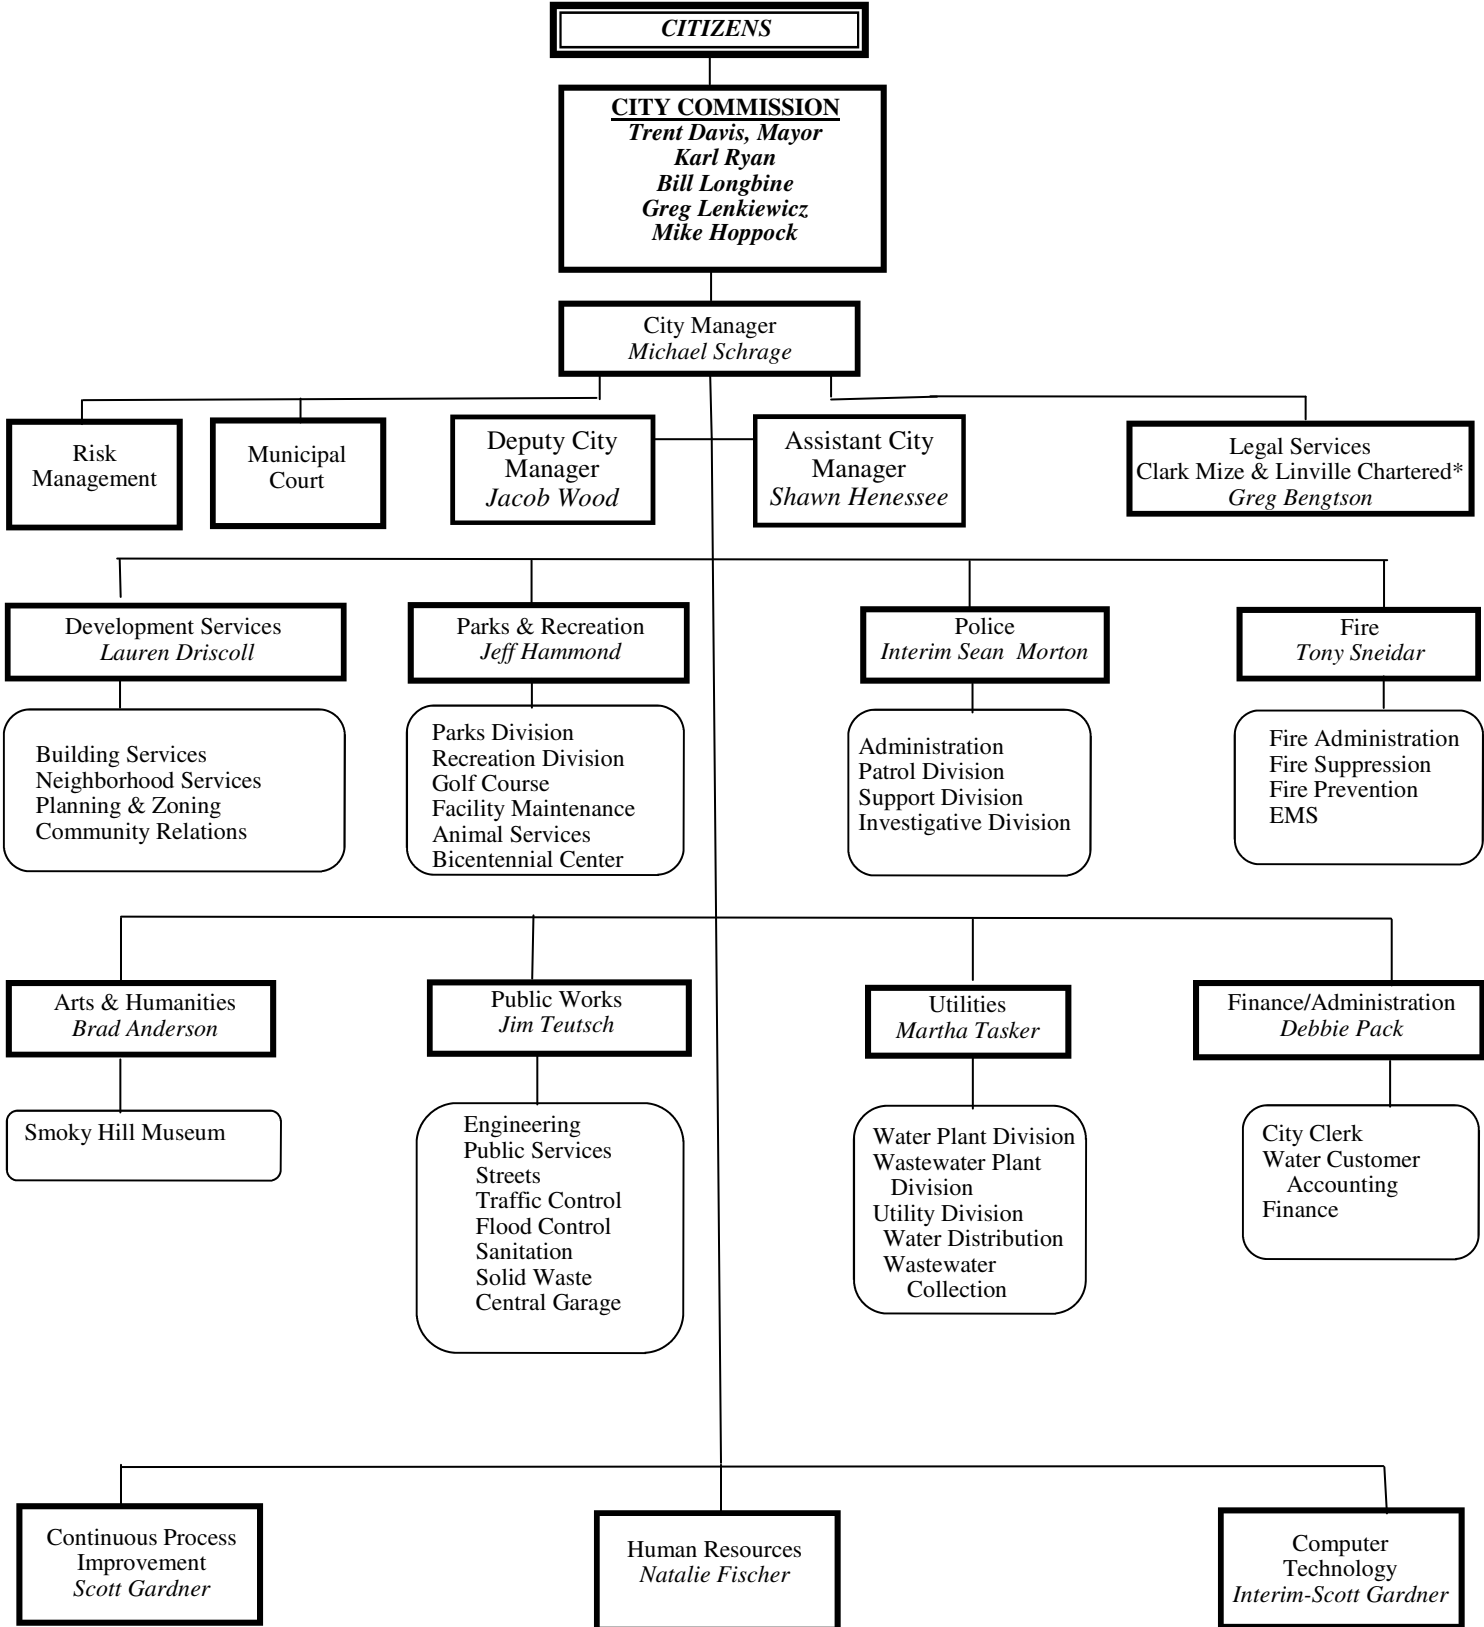 CITIZENS
CITY COMMISSION
Trent Davis, Mayor
Karl Ryan
Bill Longbine
Greg Lenkiewicz
Mike Hoppock
City Manager
Michael Schrage
Risk
Management
Municipal
Court
Deputy City
Manager
Jacob Wood
Assistant City
Manager
Shawn Henessee
Legal Services
Clark Mize & Linville Chartered*
Greg Bengtson
Development Services
Lauren Driscoll
Parks & Recreation
Jeff Hammond
Police
Interim Sean Morton
Fire
Tony Sneidar
Building Services
Neighborhood Services
Planning & Zoning
Community Relations
Parks Division
Recreation Division
Golf Course
Facility Maintenance
Animal Services
Bicentennial Center
Administration
Patrol Division
Support Division
Investigative Division
Fire Administration
Fire Suppression
Fire Prevention
EMS
Arts & Humanities
Brad Anderson
Public Works
Jim Teutsch
Utilities
Martha Tasker
Finance/Administration
Debbie Pack
Smoky Hill Museum
Engineering
Public Services
Streets
Traffic Control
Flood Control
Sanitation
Solid Waste
Central Garage
Water Plant Division
Wastewater Plant
Division
Utility Division
Water Distribution
Wastewater
Collection
City Clerk
Water Customer
Accounting
Finance
Continuous Process
Improvement
Scott Gardner
Human Resources
Natalie Fischer
Computer
Technology
Interim-Scott Gardner